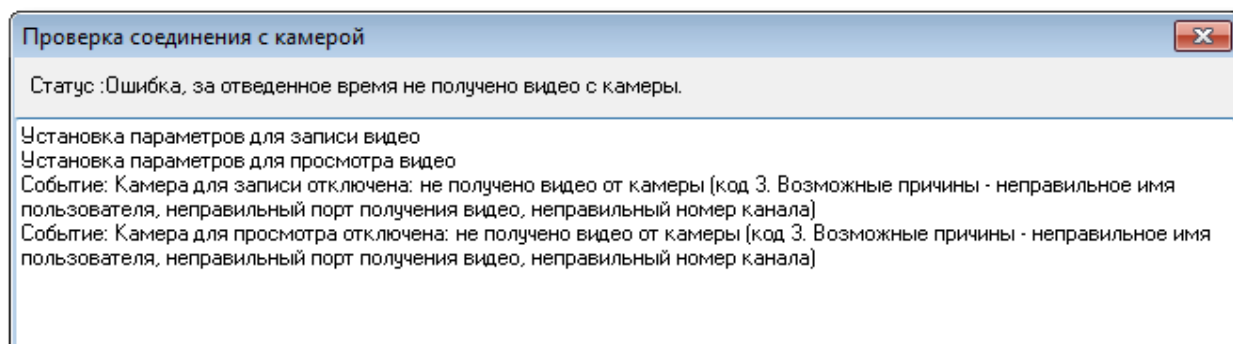 Проверка соединения с камерой
Статус :Ошибка, за отведенное время не получено видео с камеры.
Установка параметров для записи видео
Установка параметров для просмотра видео
Событие: Камера для записи отключена: не получено видео от камеры (код 3. Возможные причины - неправильное имя
пользователя, неправильный порт получения видео, неправильный номер канала)
Событие: Камера для просмотра отключена: не получено видео от камеры (код 3. Возможные причины - неправильное имя
пользователя, неправильный порт получения видео, неправильный номер канала)